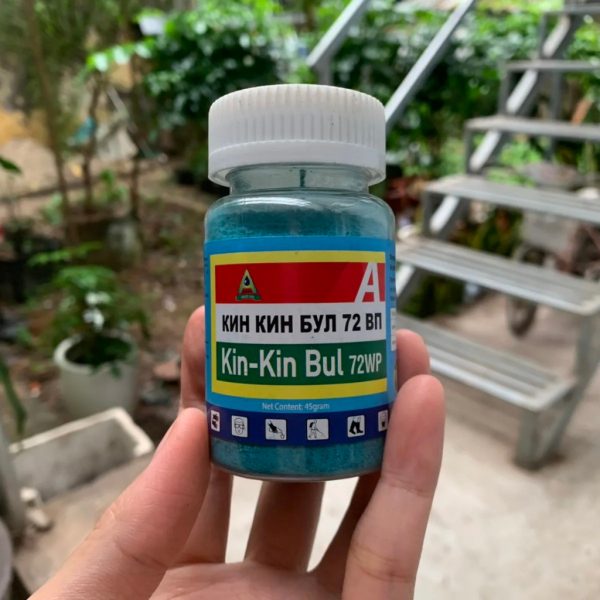 A
КИН КИН БУЛ 72 ВП
Kin-Kin Bul 72WP
Net Content: 45gram